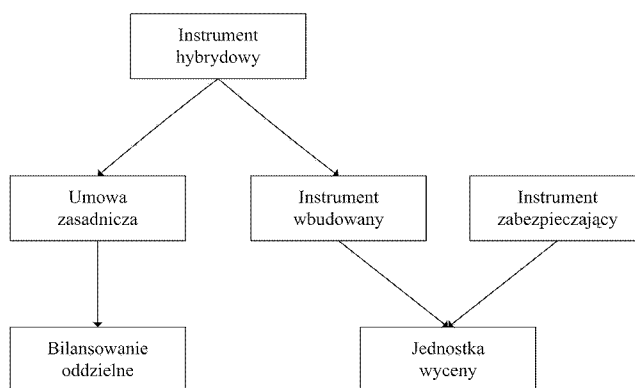 Instrument
hybrydowy
Umowa
zasadnicza
Instrument
wbudowany
Instrument
zabezpieczający
Bilansowanie
oddzielne
Jednostka
wyceny